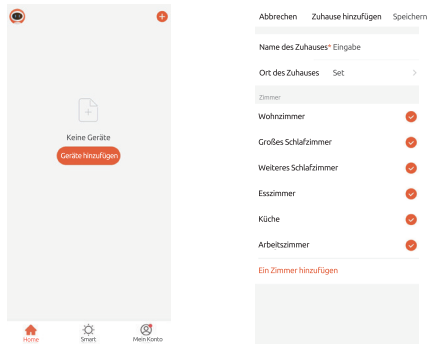 Keine Geräte
Geräte hinzufügen
Home Smart Mein Konto
Abbrechen Zuhause hinzufügen Speichern
Name des Zuhauses* Eingabe
Ort des Zuhauses Set
Zimmer
Wohnzimmer
Großes Schlafzimmer
Weiteres Schlafzimmer
Esszimmer
Küche
Arbeitszimmer
Ein Zimmer hinzufügen